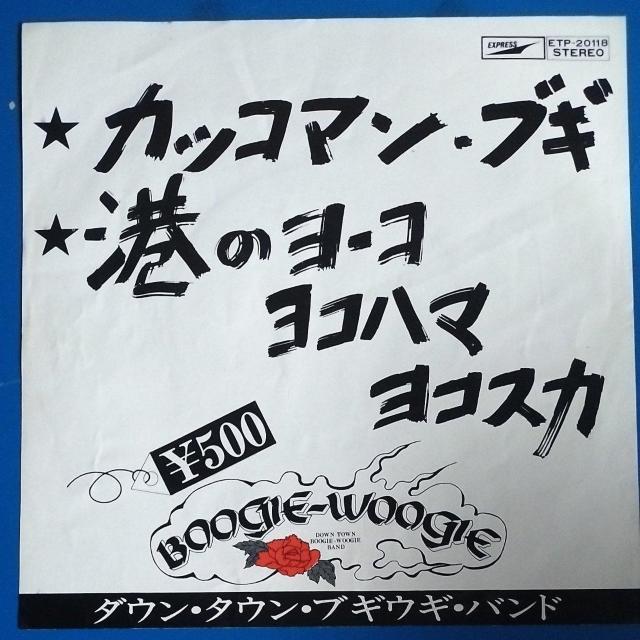 EXPRESS
ETP-20118
STEREO
★カッコマン・ブギ
★港のヨーコ
ヨコハマ
ヨコスカ
¥500
BOOGIE-WOOGIE
DOWN TOWN
BOOGIE-WOOGIE
BAND
ダウン・タウン・ブギウギ・バンド